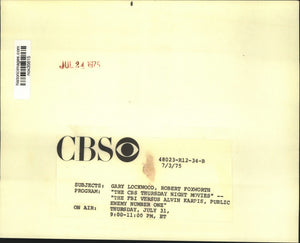 JUL 24 1975
CBS
48023-R12-34-B
7/3/75
SUBJECTS: GARY LOCKWOOD, ROBERT FOXWORTH
PROGRAM: "THE CBS THURSDAY NIGHT MOVIES" --
"THE FBI VERSUS ALVIN KARPIS, PUBLIC
ENEMY NUMBER ONE"
ON AIR: THURSDAY, JULY 31,
9:00-11:00 PM, ET